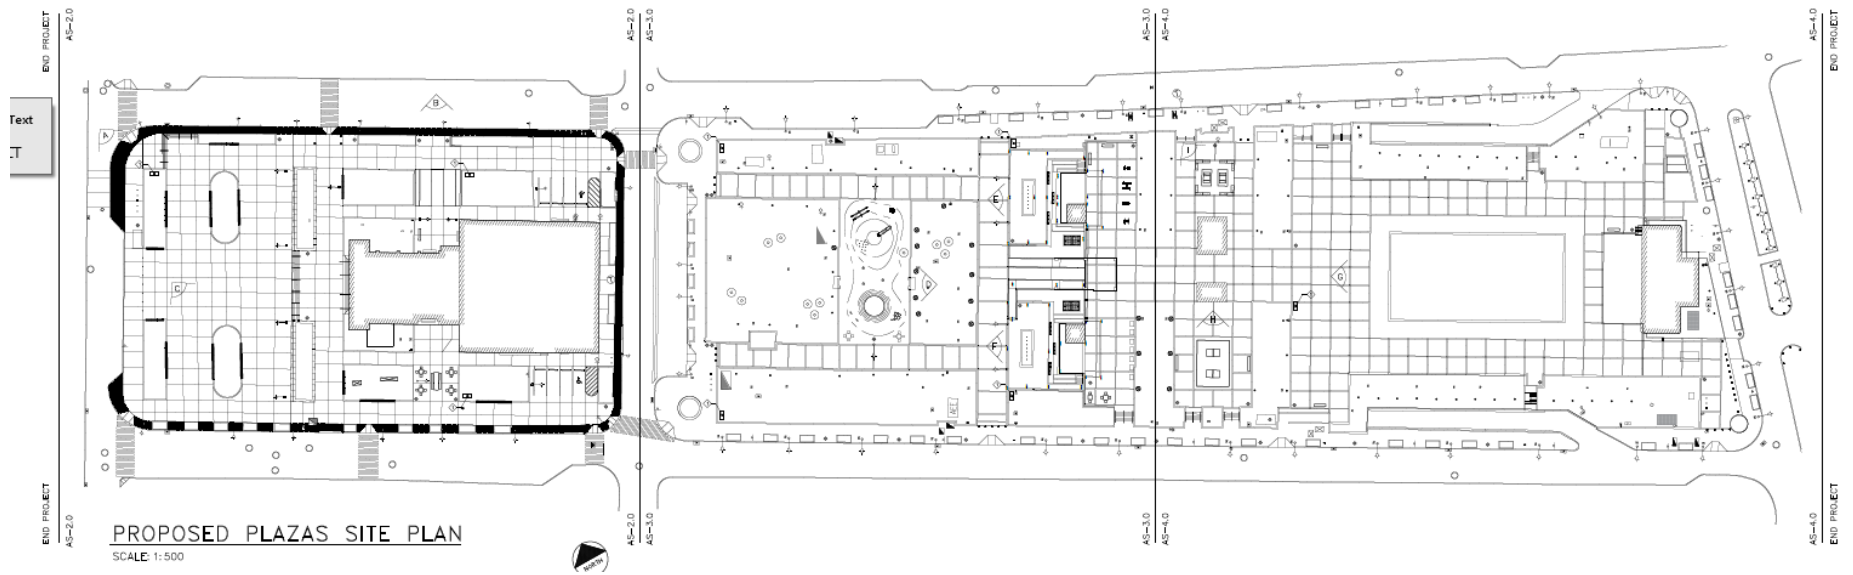 END PROJECT
AS-2.0
AS-2.0
AS-3.0
AS-3.0
AS-4.0
AS-4.0
END PROJECT
Text
LT
A
B
C
D
E
F
G
H
I
END PROJECT
AS-2.0
AS-2.0
AS-3.0
AS-3.0
AS-4.0
AS-4.0
END PROJECT
PROPOSED PLAZAS SITE PLAN
SCALE: 1:500
NORTH